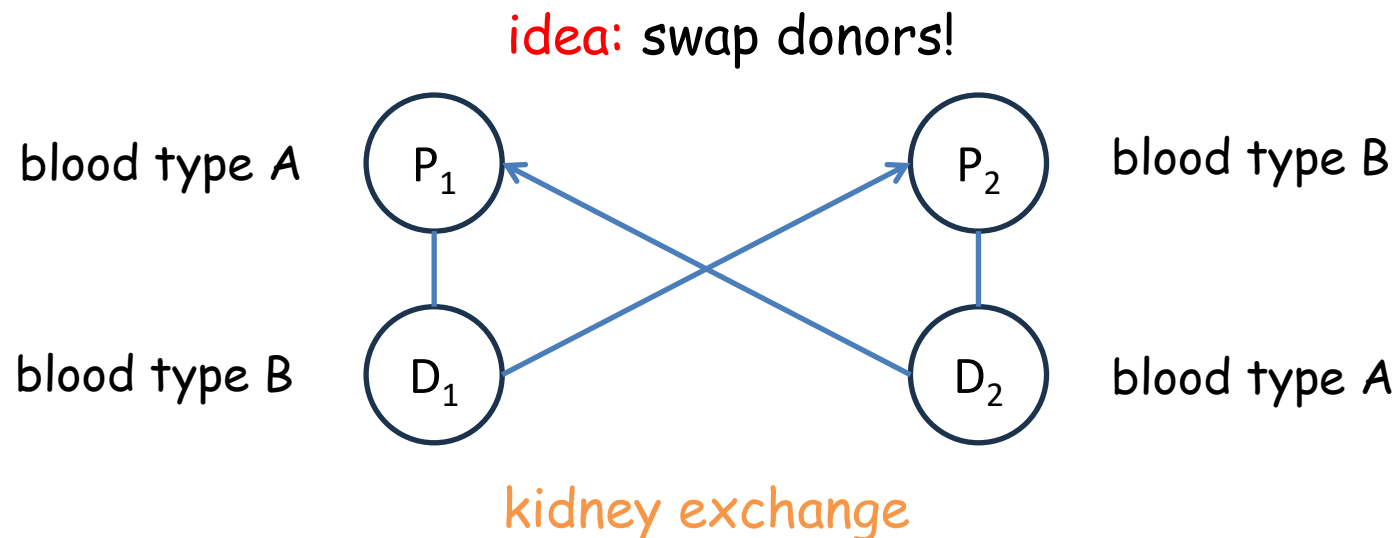 idea: swap donors!
blood type A
P1
P2
blood type B
blood type B
D1
D2
blood type A
kidney exchange